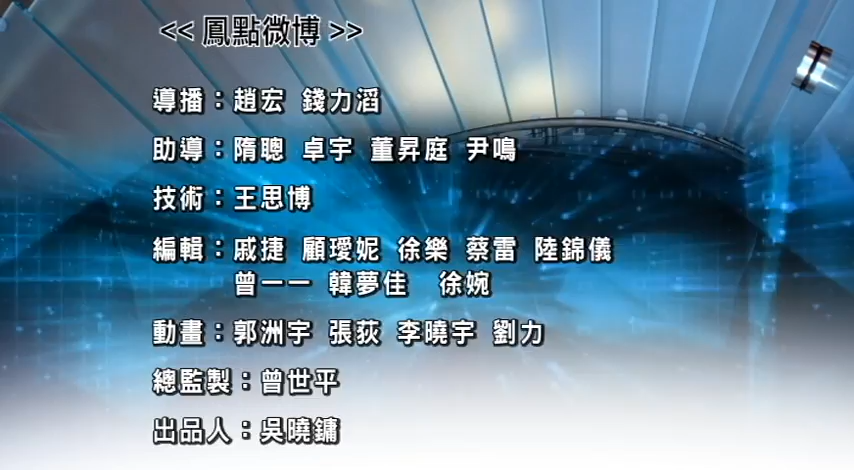 << 鳳點微博 >>
導播：趙宏 錢力滔
助導：隋聰 卓宇 董昇庭 尹鳴
技術：王思博
編輯：戚捷 顧璦妮 徐樂 蔡雷 陸錦儀
曾一一 韓夢佳 徐婉
動畫：郭洲宇 張荻 李曉宇 劉力
總監製：曾世平
出品人：吳曉鏞